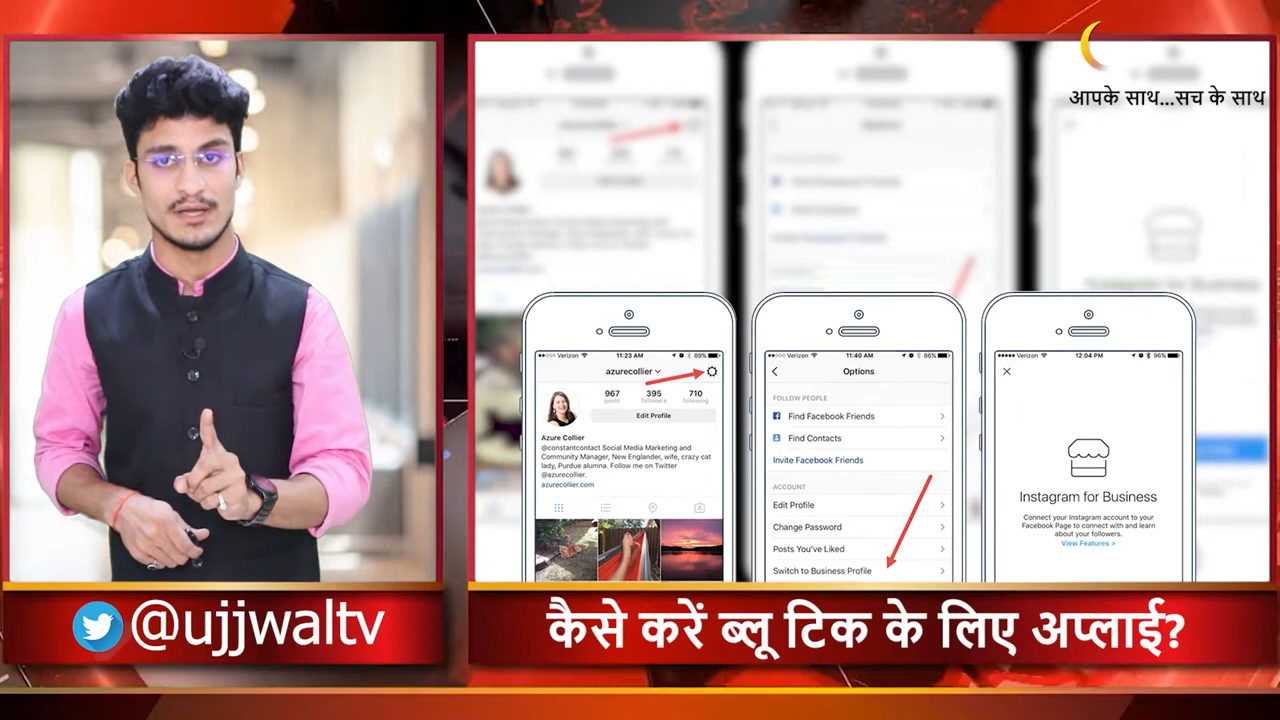 आपके साथ...सच के साथ
Verizon 11:23 AM 89%
azurecollier
967 395 710
posts followers following
Edit Profile
Azure Collier
@constantcontact Social Media Marketing and
Community Manager, New Englander, wife, crazy cat
lady, Purdue alumna. Follow me on Twitter
@azurecollier.
azurecollier.com
Verizon 11:40 AM 86%
Options
FOLLOW PEOPLE
Find Facebook Friends
Find Contacts
Invite Facebook Friends
ACCOUNT
Edit Profile
Change Password
Posts You've Liked
Switch to Business Profile
Verizon 12:04 PM 96%
Instagram for Business
Connect your Instagram account to your
Facebook Page to connect with and learn
about your followers.
View Features >
@ujjwaltv
कैसे करें ब्लू टिक के लिए अप्लाई?